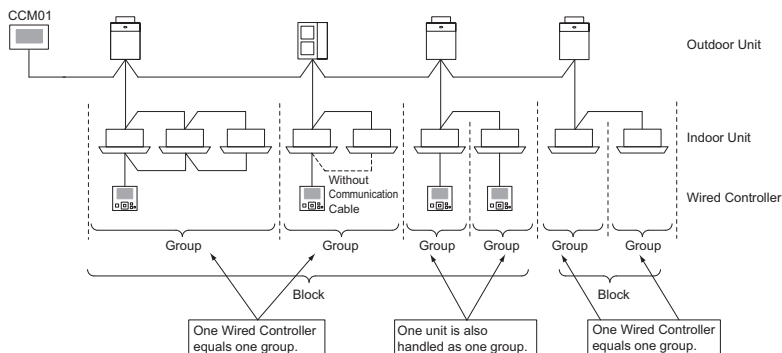 CCM01
Outdoor Unit
Indoor Unit
Without
Communication
Cable
Wired Controller
Group
Group
Group
Group
Group
Group
Block
Block
One Wired Controller
equals one group.
One unit is also
handled as one group.
One Wired Controller
equals one group.